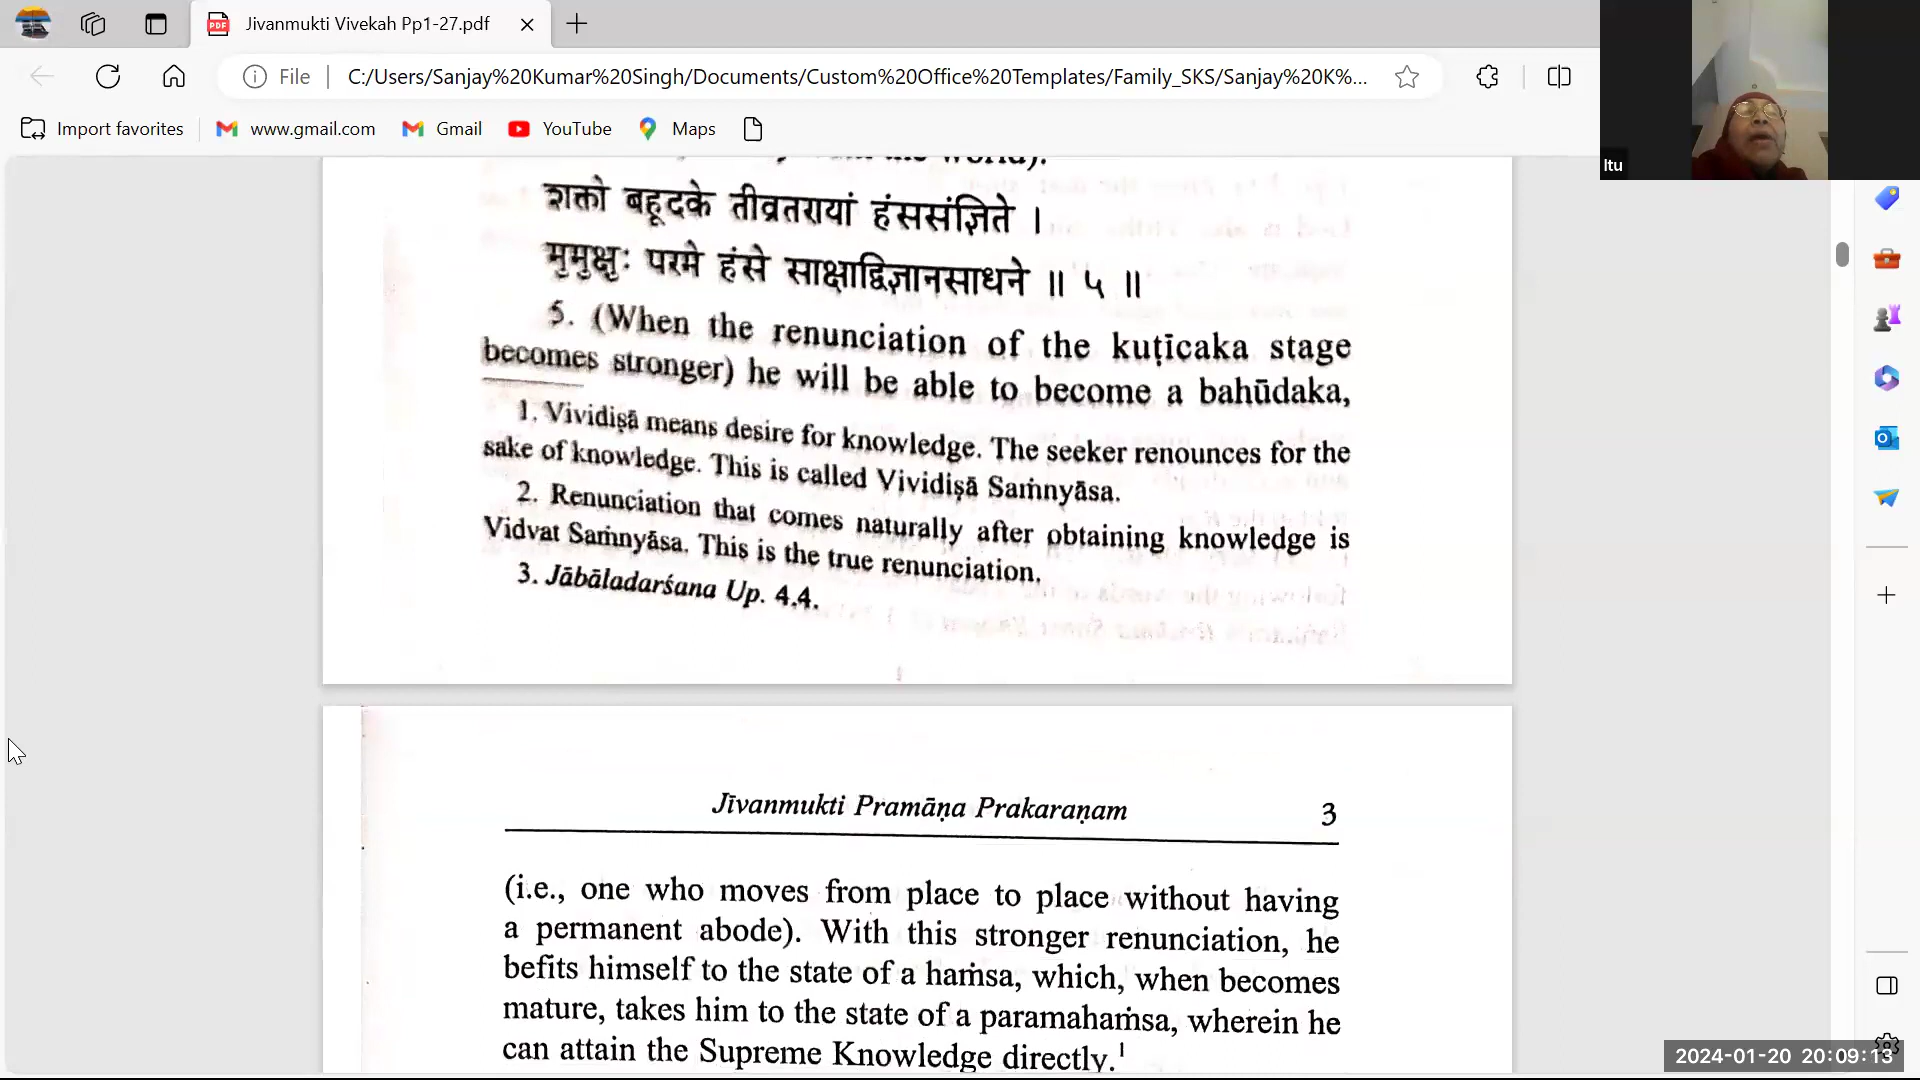 Jivanmukti Vivekah Pp1-27.pdf
File
C:/Users/Sanjay%20Kumar%20Singh/Documents/Custom%20Office%20Templates/Family_SKS/Sanjay%20K%...
Import favorites
www.gmail.com
Gmail
YouTube
Maps
Itu
world).
शक्तो बहूदके तीव्रतरायां हंससंज्ञिते ।
मुमुक्षुः परमे हंसे साक्षाद्विज्ञानसाधने ॥ ५ ॥
5. (When the renunciation of the kuṭīcaka stage
becomes stronger) he will be able to become a bahūdaka,
1. Vividiṣā means desire for knowledge. The seeker renounces for the
sake of knowledge. This is called Vividiṣā Saṁnyāsa.
2. Renunciation that comes naturally after obtaining knowledge is
Vidvat Saṁnyāsa. This is the true renunciation.
3. Jābāladarśana Up. 4.4.
Jīvanmukti Pramāṇa Prakaraṇam 3
(i.e., one who moves from place to place without having
a permanent abode). With this stronger renunciation, he
befits himself to the state of a haṁsa, which, when becomes
mature, takes him to the state of a paramahaṁsa, wherein he
can attain the Supreme Knowledge directly.¹
2024-01-20 20:09:13